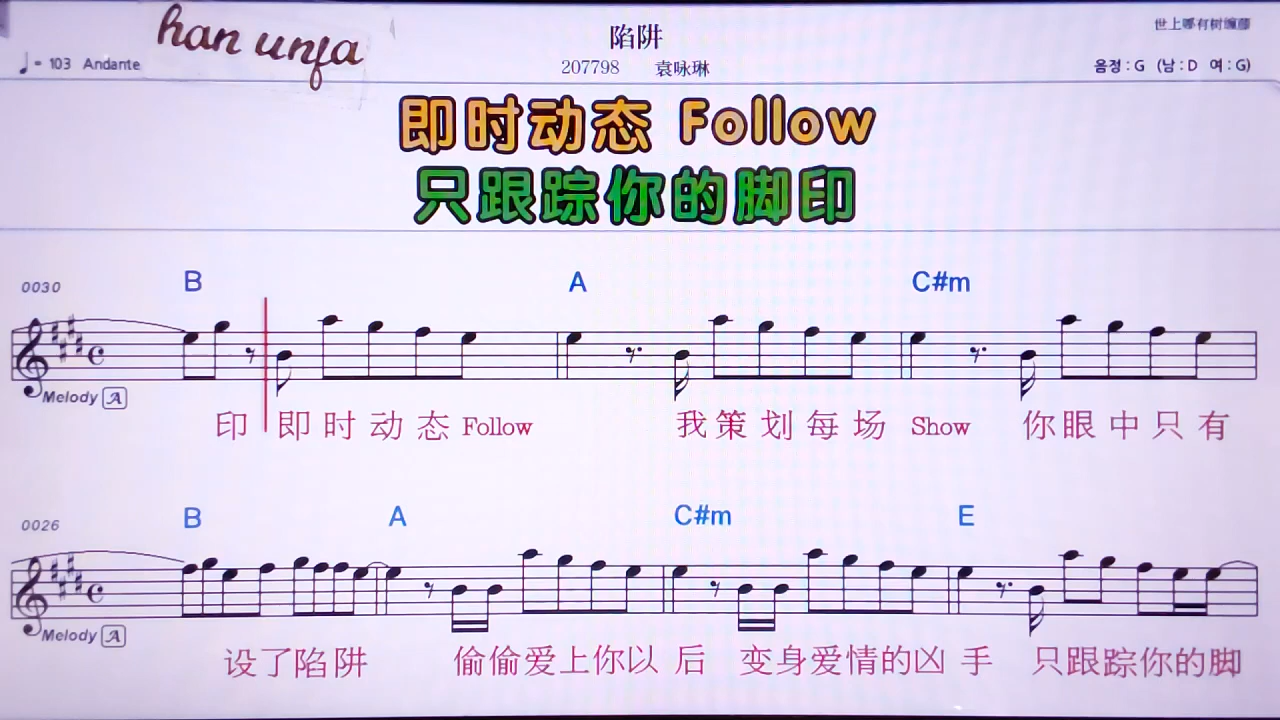 han unfa
陷阱
世上哪有树缠藤
♩= 103 Andante
207798 袁咏琳
음정 : G (남 : D 여 : G)
即时动态 Follow
只跟踪你的脚印
0030 B A C#m
Melody A
印 即时动态 Follow 我策划每场 Show 你眼中只有
0026 B A C#m E
Melody A
设了陷阱 偷偷爱上你以后 变身爱情的凶手 只跟踪你的脚